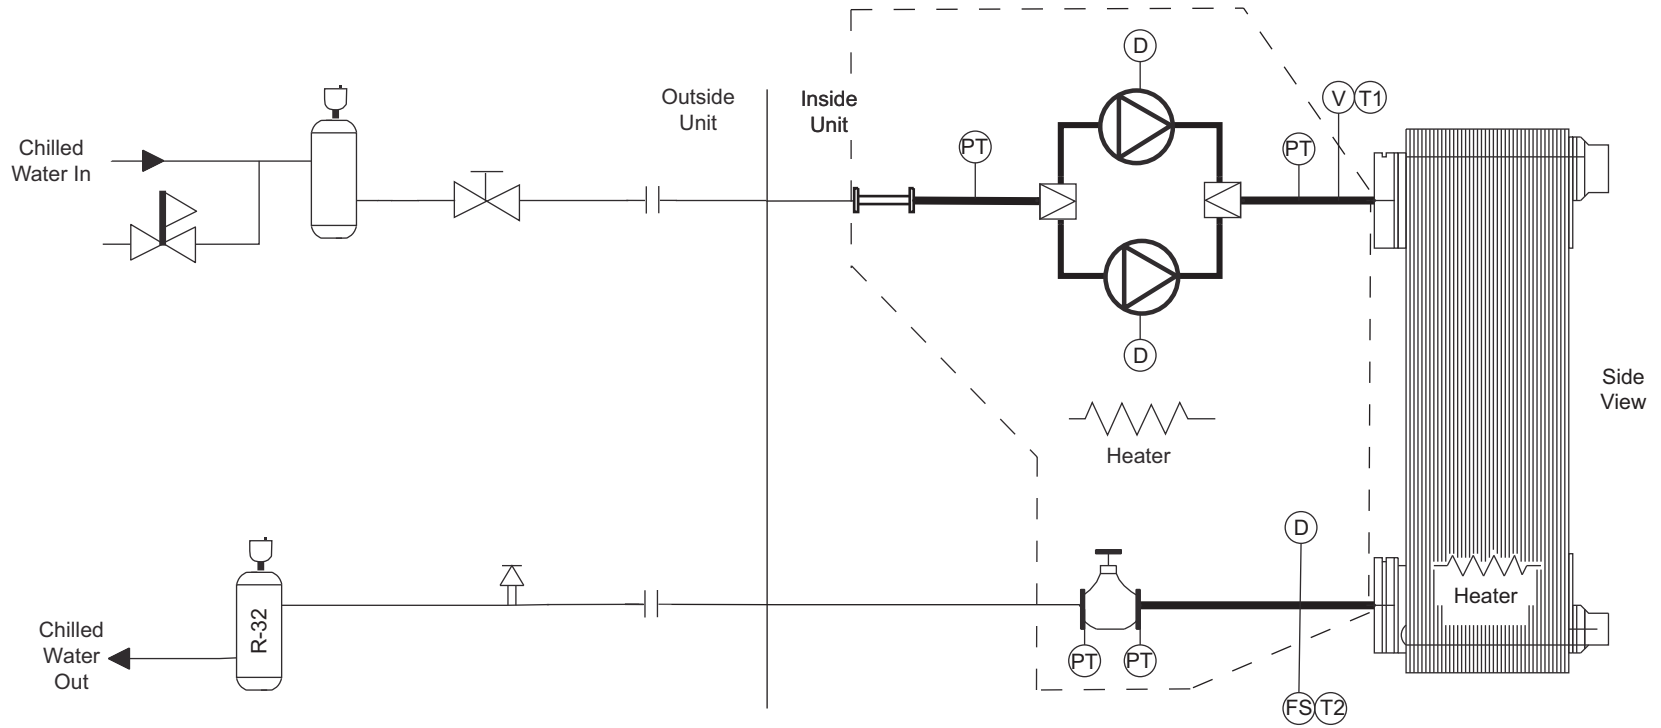 D
Outside
Unit
Inside
Unit
V
T1
Chilled
Water In
PT
PT
D
Side
View
Heater
D
Heater
R-32
Chilled
Water
Out
PT
PT
FS
T2